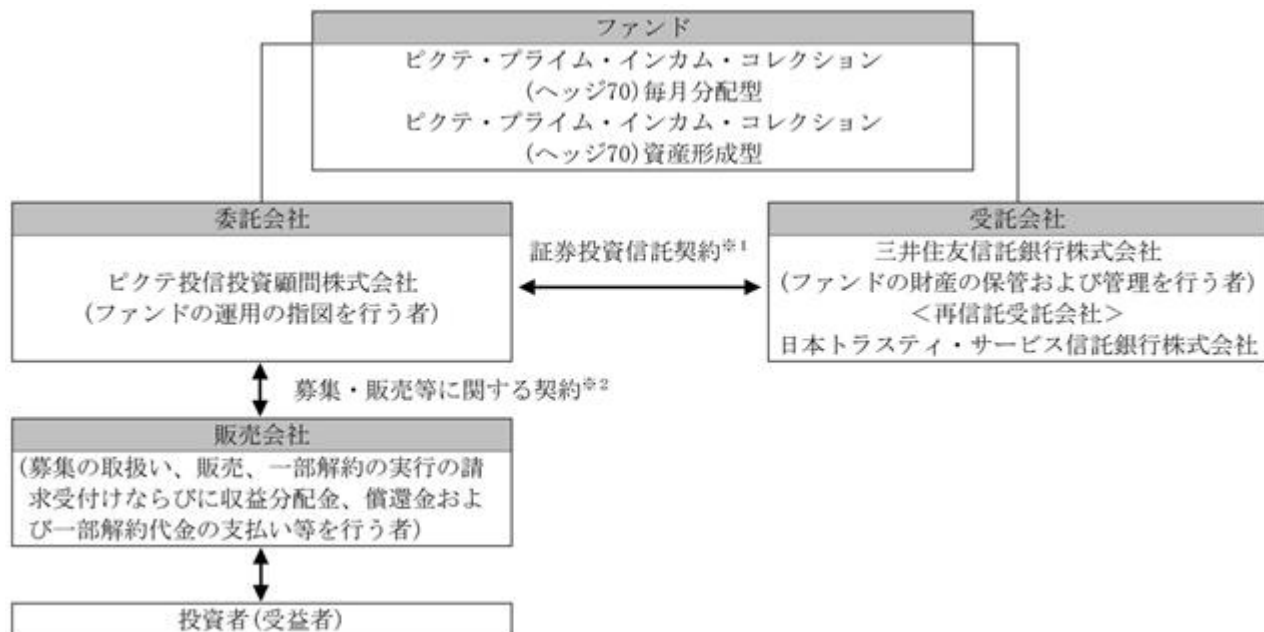 ファンド
ピクテ・プライム・インカム・コレクション
(ヘッジ70)毎月分配型
ピクテ・プライム・インカム・コレクション
(ヘッジ70)資産形成型
委託会社
ピクテ投信投資顧問株式会社
(ファンドの運用の指図を行う者)
証券投資信託契約※1
受託会社
三井住友信託銀行株式会社
(ファンドの財産の保管および管理を行う者)
＜再信託受託会社＞
日本トラスティ・サービス信託銀行株式会社
募集・販売等に関する契約※2
販売会社
(募集の取扱い、販売、一部解約の実行の請
求受付けならびに収益分配金、償還金およ
び一部解約代金の支払い等を行う者)
投資者(受益者)